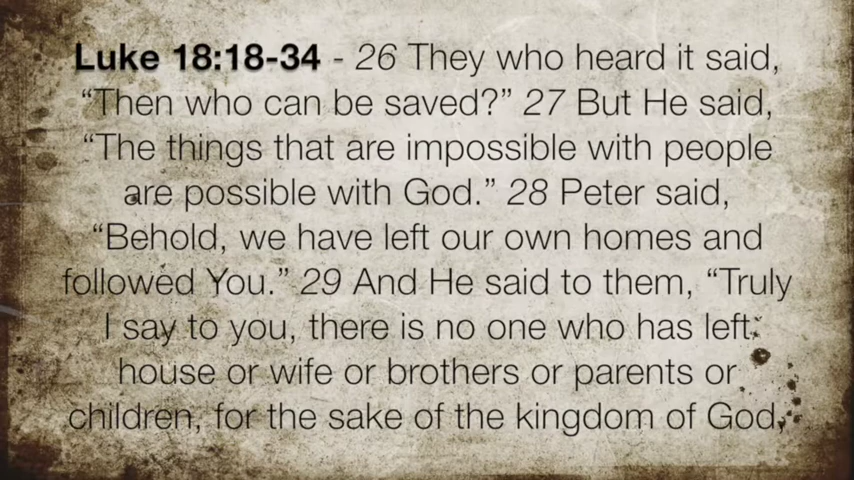 Luke 18:18-34 - 26 They who heard it said,
“Then who can be saved?” 27 But He said,
“The things that are impossible with people
are possible with God.” 28 Peter said,
“Behold, we have left our own homes and
followed You.” 29 And He said to them, “Truly
I say to you, there is no one who has left
house or wife or brothers or parents or
children, for the sake of the kingdom of God,